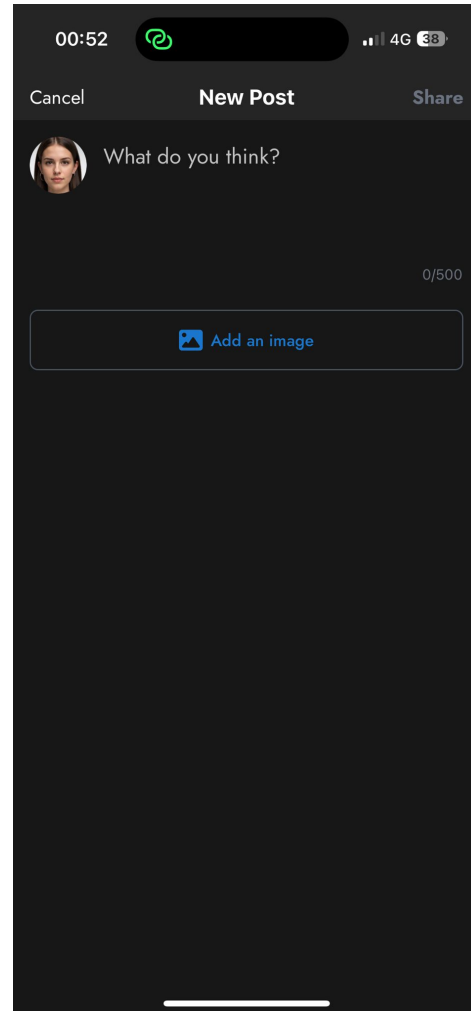 00:52 4G 38
Cancel New Post Share
What do you think?
0/500
Add an image